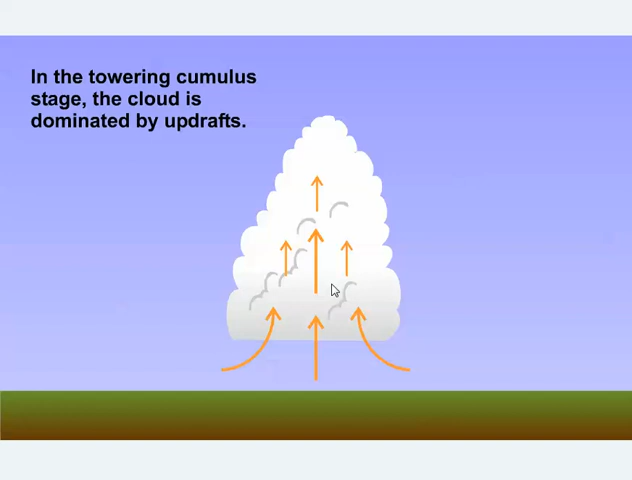 In the towering cumulus
stage, the cloud is
dominated by updrafts.